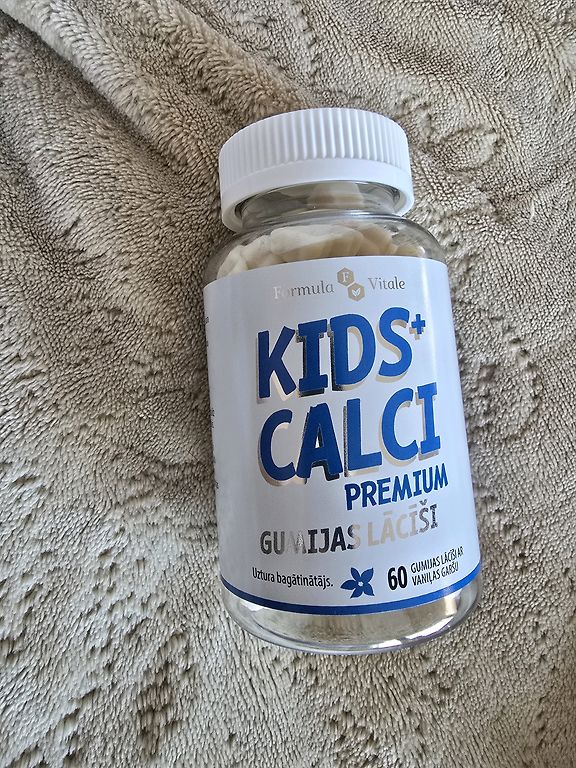 Formula F Vitale
KIDS+
CALCI
PREMIUM
GUMIJAS LĀCĪŠI
Uztura bagātinātājs.
60 GUMIJAS LĀCĪŠI AR
VANIĻAS GARŠU